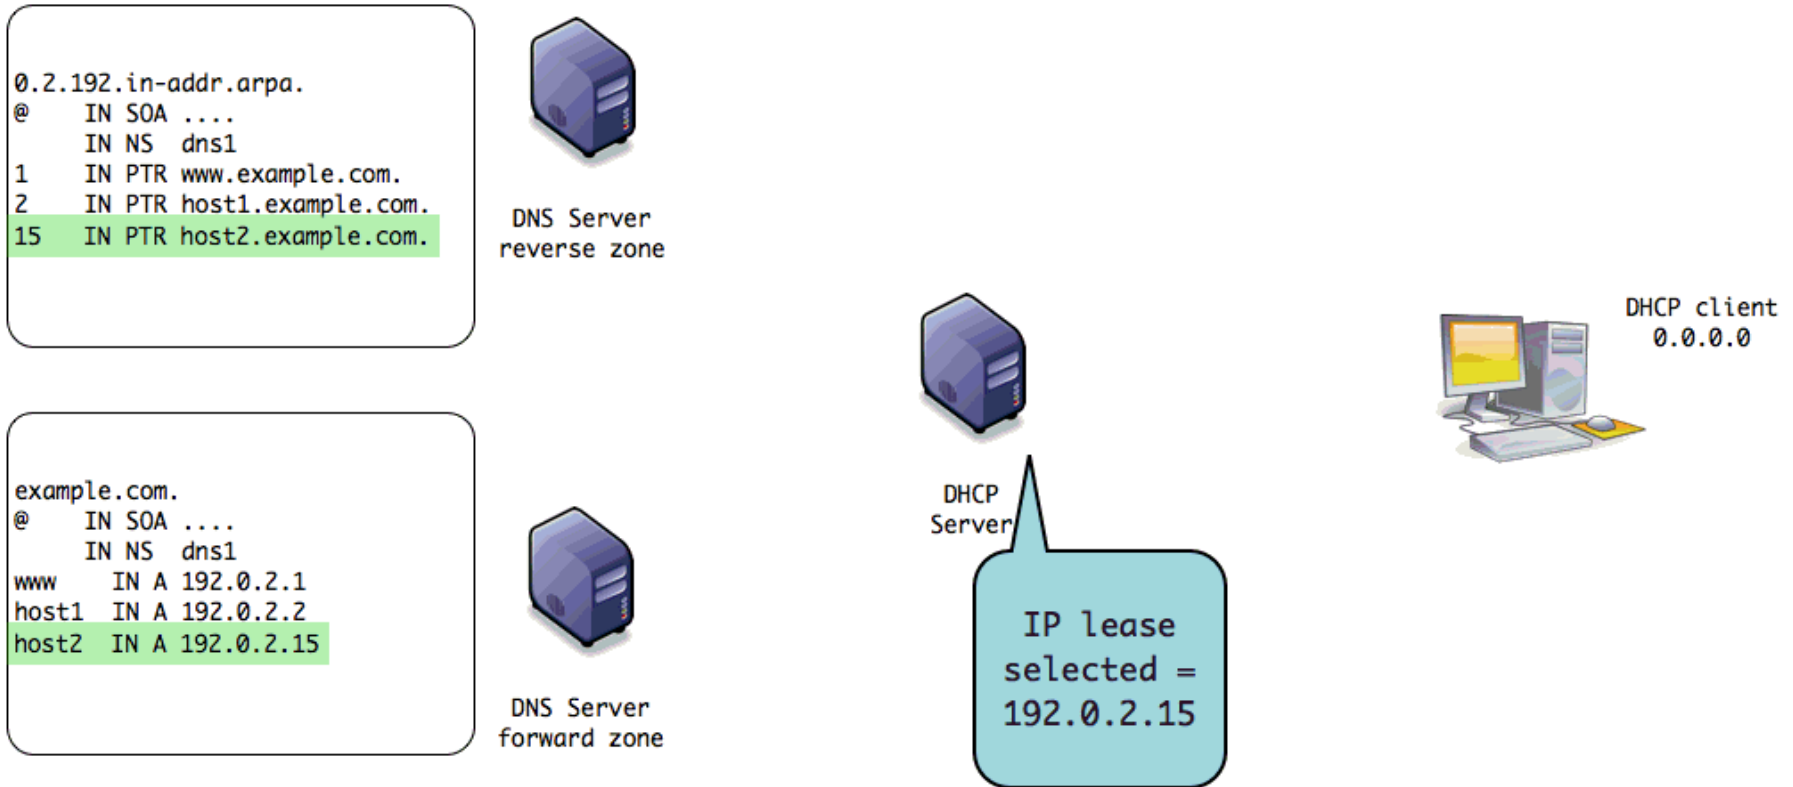 0.2.192.in-addr.arpa.
@    IN SOA ....
     IN NS  dns1
1    IN PTR www.example.com.
2    IN PTR host1.example.com.
15   IN PTR host2.example.com.
DNS Server
reverse zone
DHCP client
0.0.0.0
example.com.
@    IN SOA ....
     IN NS  dns1
www    IN A 192.0.2.1
host1  IN A 192.0.2.2
host2  IN A 192.0.2.15
DNS Server
forward zone
DHCP
Server
IP lease
selected =
192.0.2.15